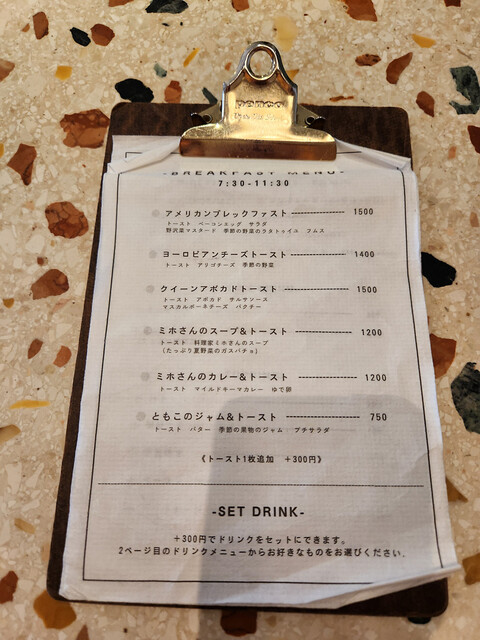 -BREAKFAST MENU-
7:30-11:30
アメリカンブレックファスト 1500
トースト ベーコンエッグ サラダ
野沢菜マスタード 季節の野菜のラタトゥイユ フムス
ヨーロピアンチーズトースト 1400
トースト アリゴチーズ 季節の野菜
クイーンアボカドトースト 1500
トースト アボカド チルサンソース
マスカルポーネチーズ パクチー
ミホさんのスープ&トースト 1200
トースト 料理家ミホさんのスープ
(たっぷり夏野菜のガスパチョ)
ミホさんのカレー&トースト 1200
トースト マイルドキーマカレー ゆで卵
ともこのジャム&トースト 750
トースト バター 季節の果物のジャム プチサラダ
《トースト1枚追加 +300円》
-SET DRINK-
+300円でドリンクをセットにできます。
2ページ目のドリンクメニューからお好きなものをお選びください。